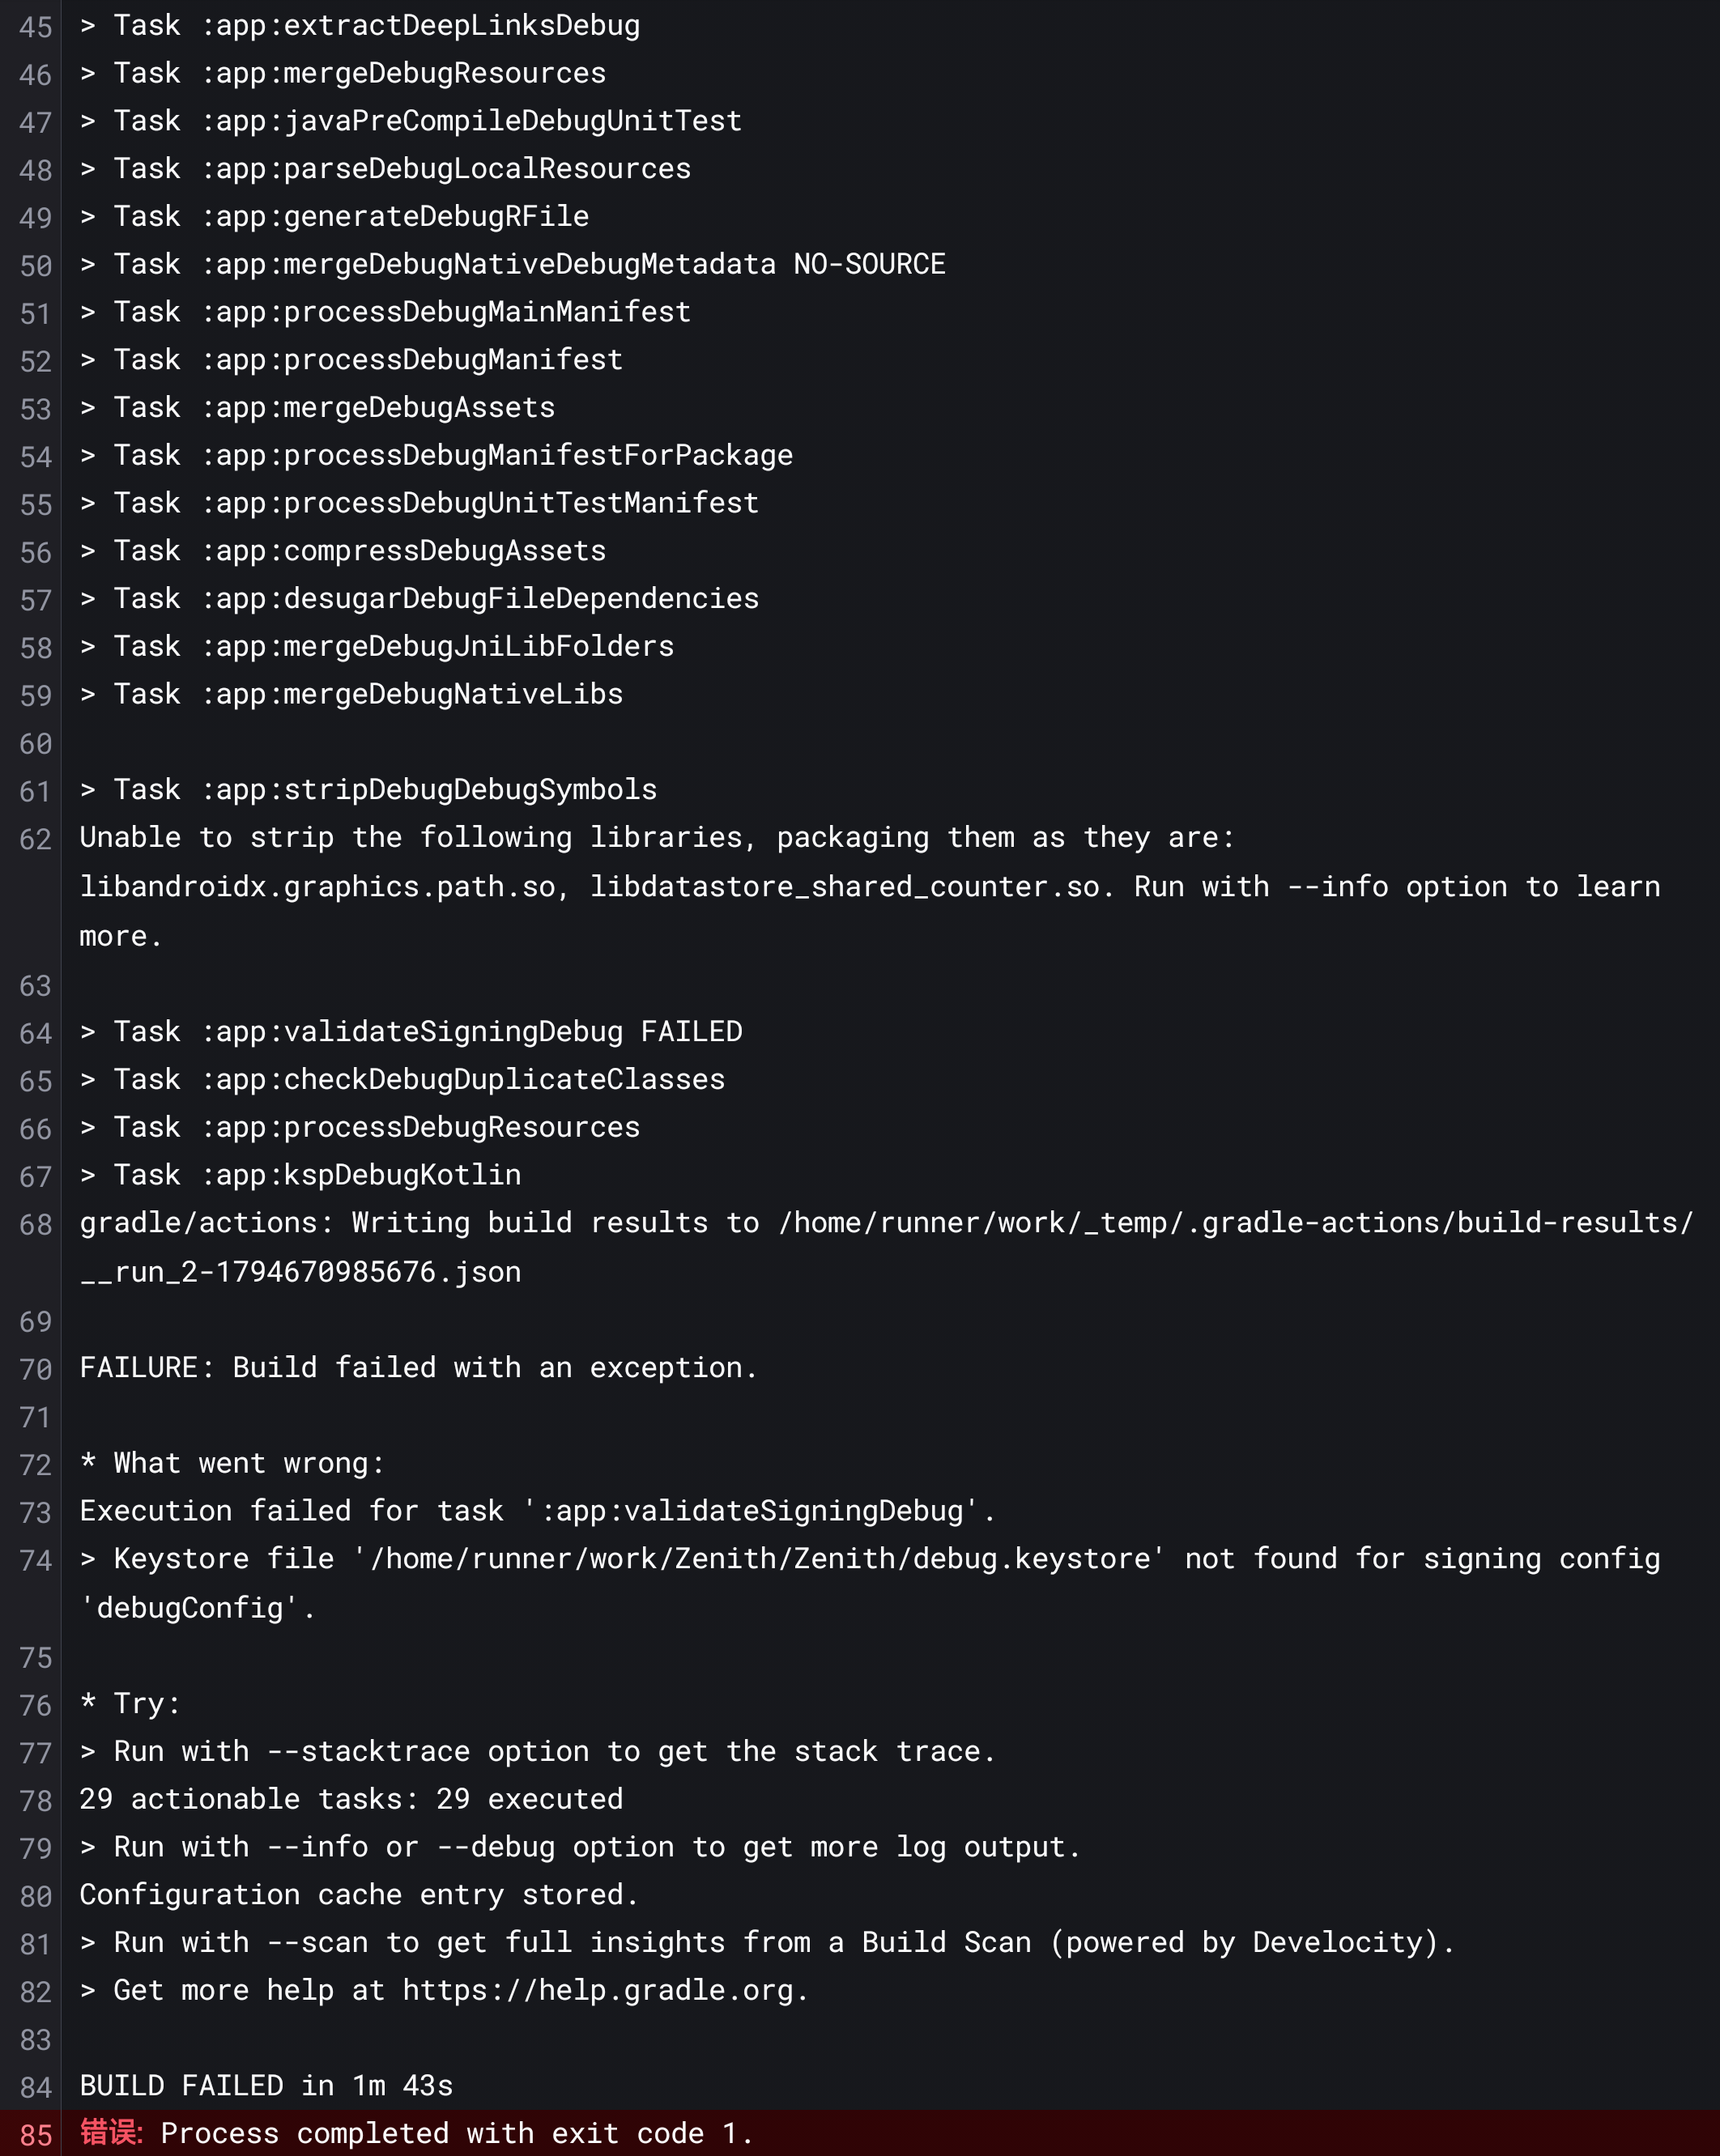 45 > Task :app:extractDeepLinksDebug
46 > Task :app:mergeDebugResources
47 > Task :app:javaPreCompileDebugUnitTest
48 > Task :app:parseDebugLocalResources
49 > Task :app:generateDebugRFile
50 > Task :app:mergeDebugNativeDebugMetadata NO-SOURCE
51 > Task :app:processDebugMainManifest
52 > Task :app:processDebugManifest
53 > Task :app:mergeDebugAssets
54 > Task :app:processDebugManifestForPackage
55 > Task :app:processDebugUnitTestManifest
56 > Task :app:compressDebugAssets
57 > Task :app:desugarDebugFileDependencies
58 > Task :app:mergeDebugJniLibFolders
59 > Task :app:mergeDebugNativeLibs
60
61 > Task :app:stripDebugDebugSymbols
62 Unable to strip the following libraries, packaging them as they are:
libandroidx.graphics.path.so, libdatastore_shared_counter.so. Run with --info option to learn
more.
63
64 > Task :app:validateSigningDebug FAILED
65 > Task :app:checkDebugDuplicateClasses
66 > Task :app:processDebugResources
67 > Task :app:kspDebugKotlin
68 gradle/actions: Writing build results to /home/runner/work/_temp/.gradle-actions/build-results/
__run_2-1794670985676.json
69
70 FAILURE: Build failed with an exception.
71
72 * What went wrong:
73 Execution failed for task ':app:validateSigningDebug'.
74 > Keystore file '/home/runner/work/Zenith/Zenith/debug.keystore' not found for signing config
'debugConfig'.
75
76 * Try:
77 > Run with --stacktrace option to get the stack trace.
78 29 actionable tasks: 29 executed
79 > Run with --info or --debug option to get more log output.
80 Configuration cache entry stored.
81 > Run with --scan to get full insights from a Build Scan (powered by Develocity).
82 > Get more help at https://help.gradle.org.
83
84 BUILD FAILED in 1m 43s
85 错误: Process completed with exit code 1.